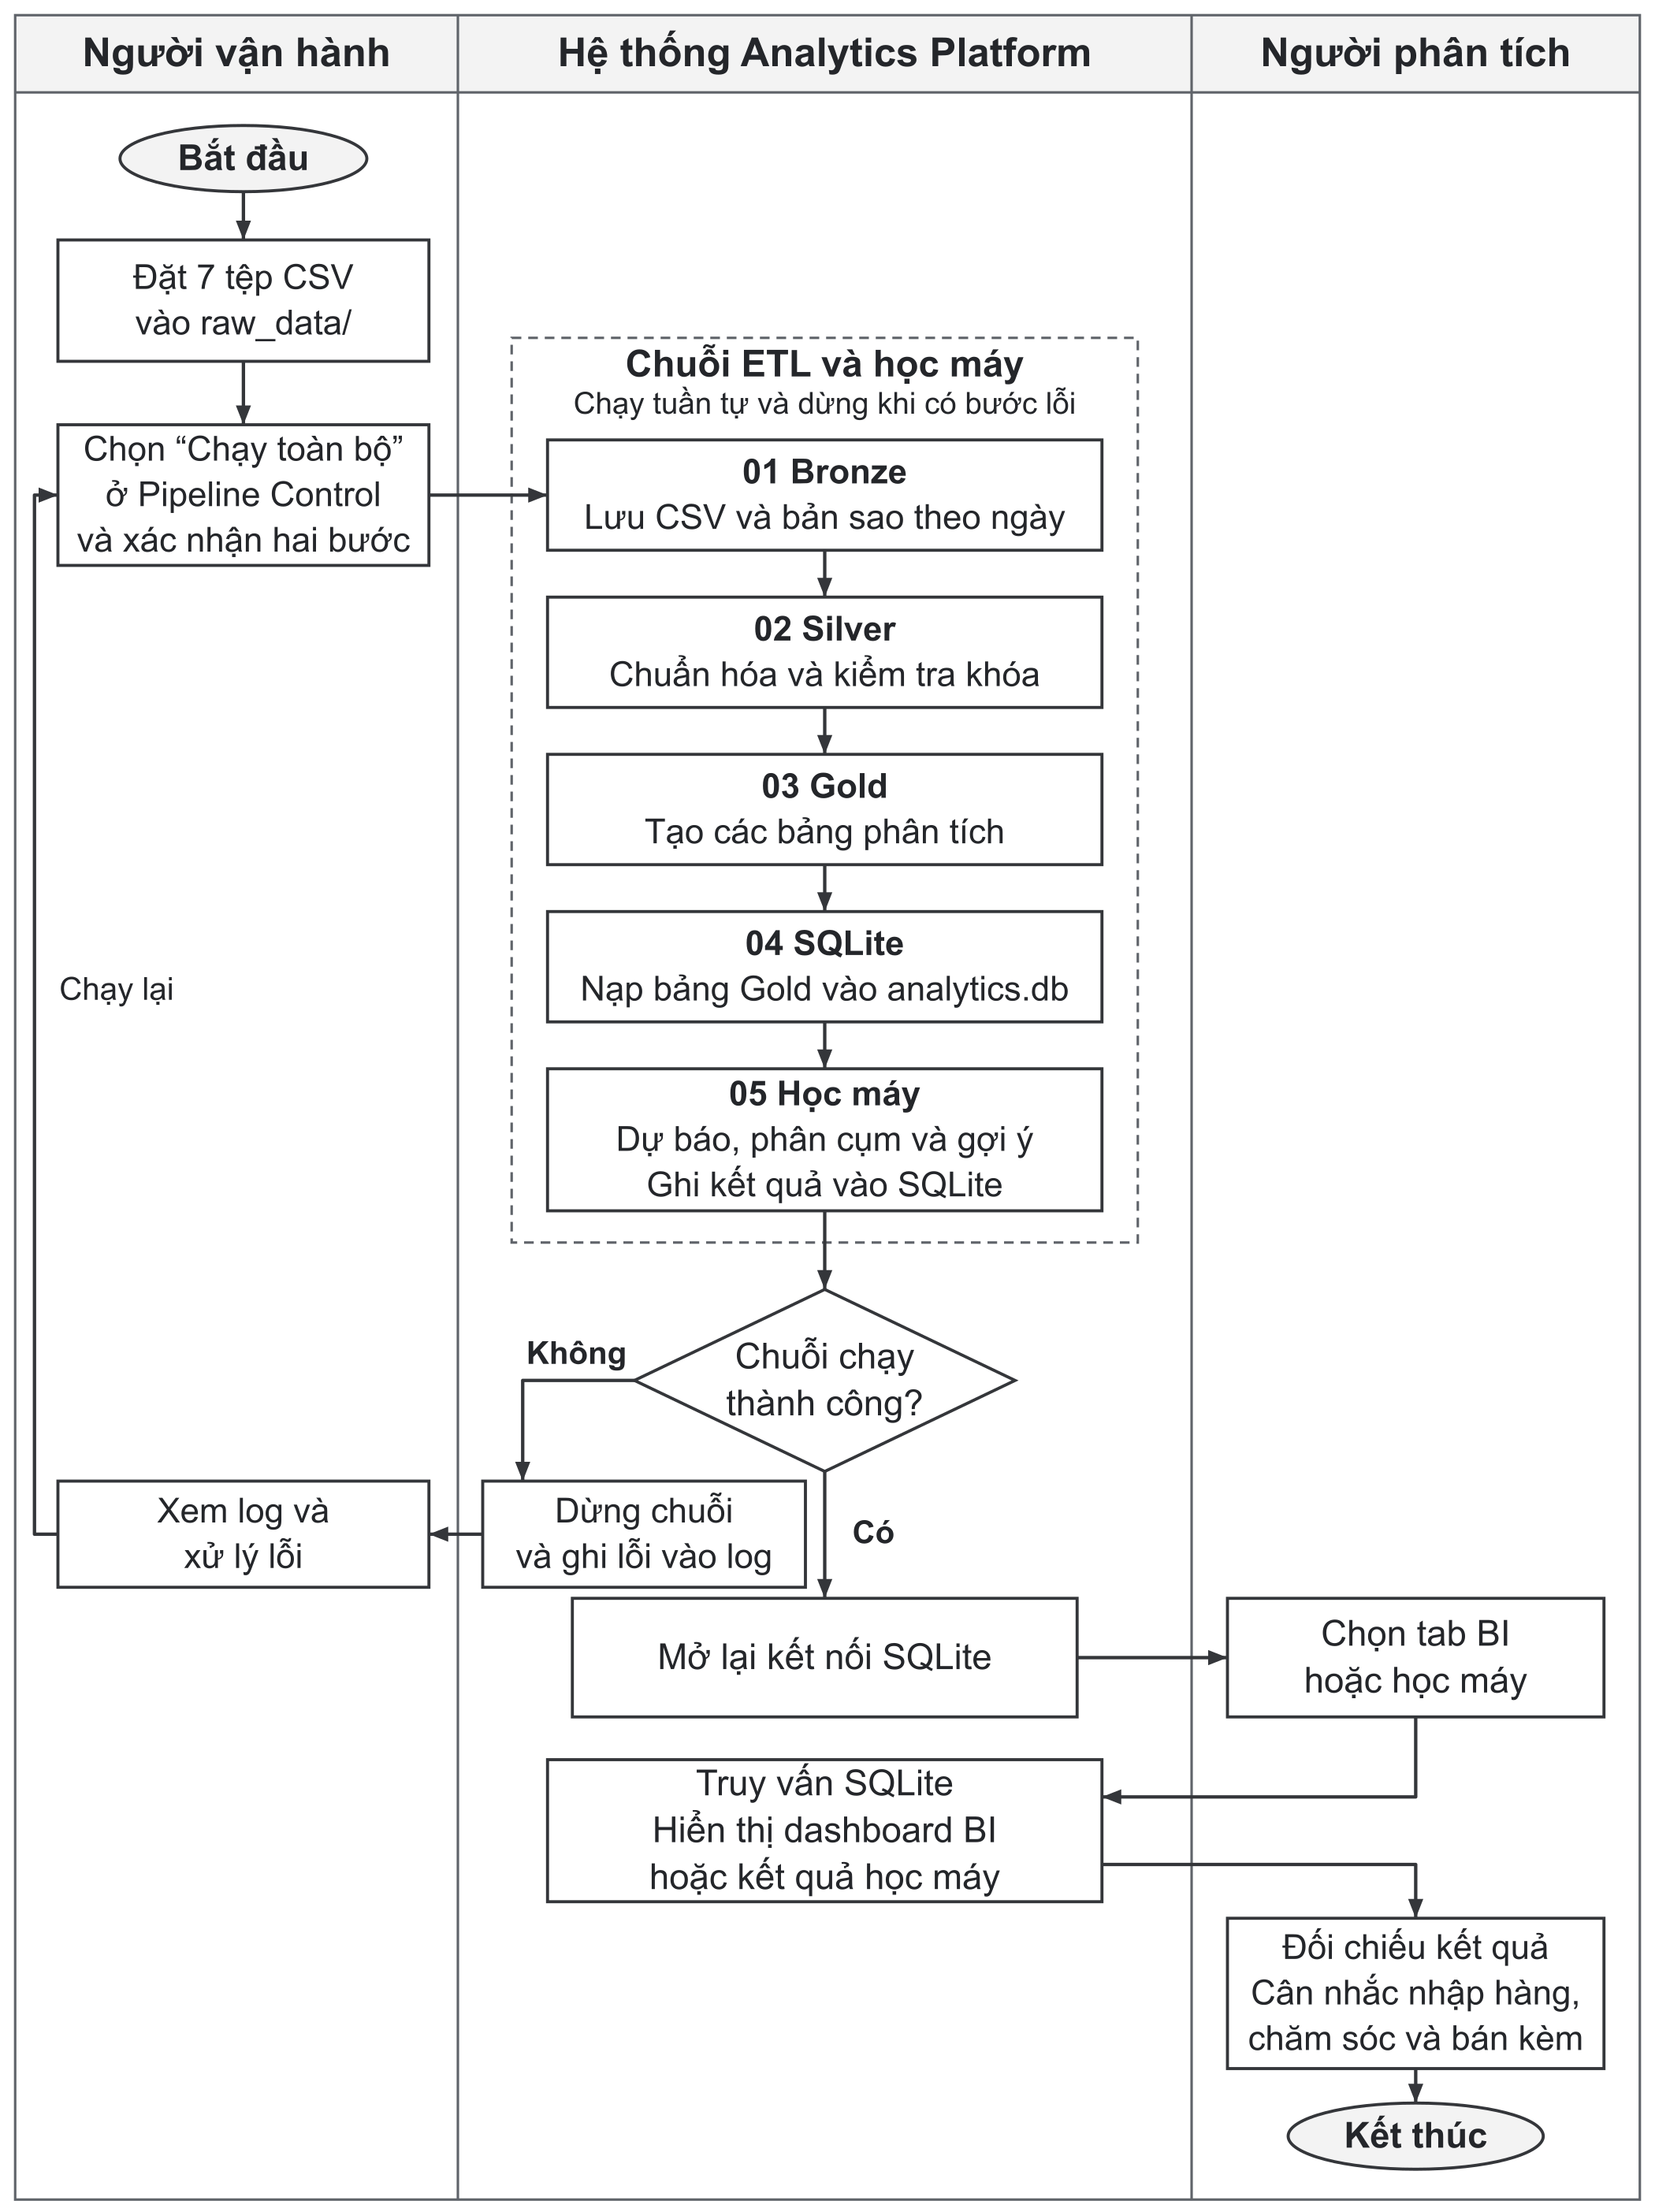 Người vận hành
Hệ thống Analytics Platform
Người phân tích
Bắt đầu
Đặt 7 tệp CSV
vào raw_data/
Chọn “Chạy toàn bộ”
ở Pipeline Control
và xác nhận hai bước
Chuỗi ETL và học máy
Chạy tuần tự và dừng khi có bước lỗi
01 Bronze
Lưu CSV và bản sao theo ngày
02 Silver
Chuẩn hóa và kiểm tra khóa
03 Gold
Tạo các bảng phân tích
04 SQLite
Nạp bảng Gold vào analytics.db
Chạy lại
05 Học máy
Dự báo, phân cụm và gợi ý
Ghi kết quả vào SQLite
Chuỗi chạy
thành công?
Không
Có
Dừng chuỗi
và ghi lỗi vào log
Xem log và
xử lý lỗi
Mở lại kết nối SQLite
Chọn tab BI
hoặc học máy
Truy vấn SQLite
Hiển thị dashboard BI
hoặc kết quả học máy
Đối chiếu kết quả
Cân nhắc nhập hàng,
chăm sóc và bán kèm
Kết thúc